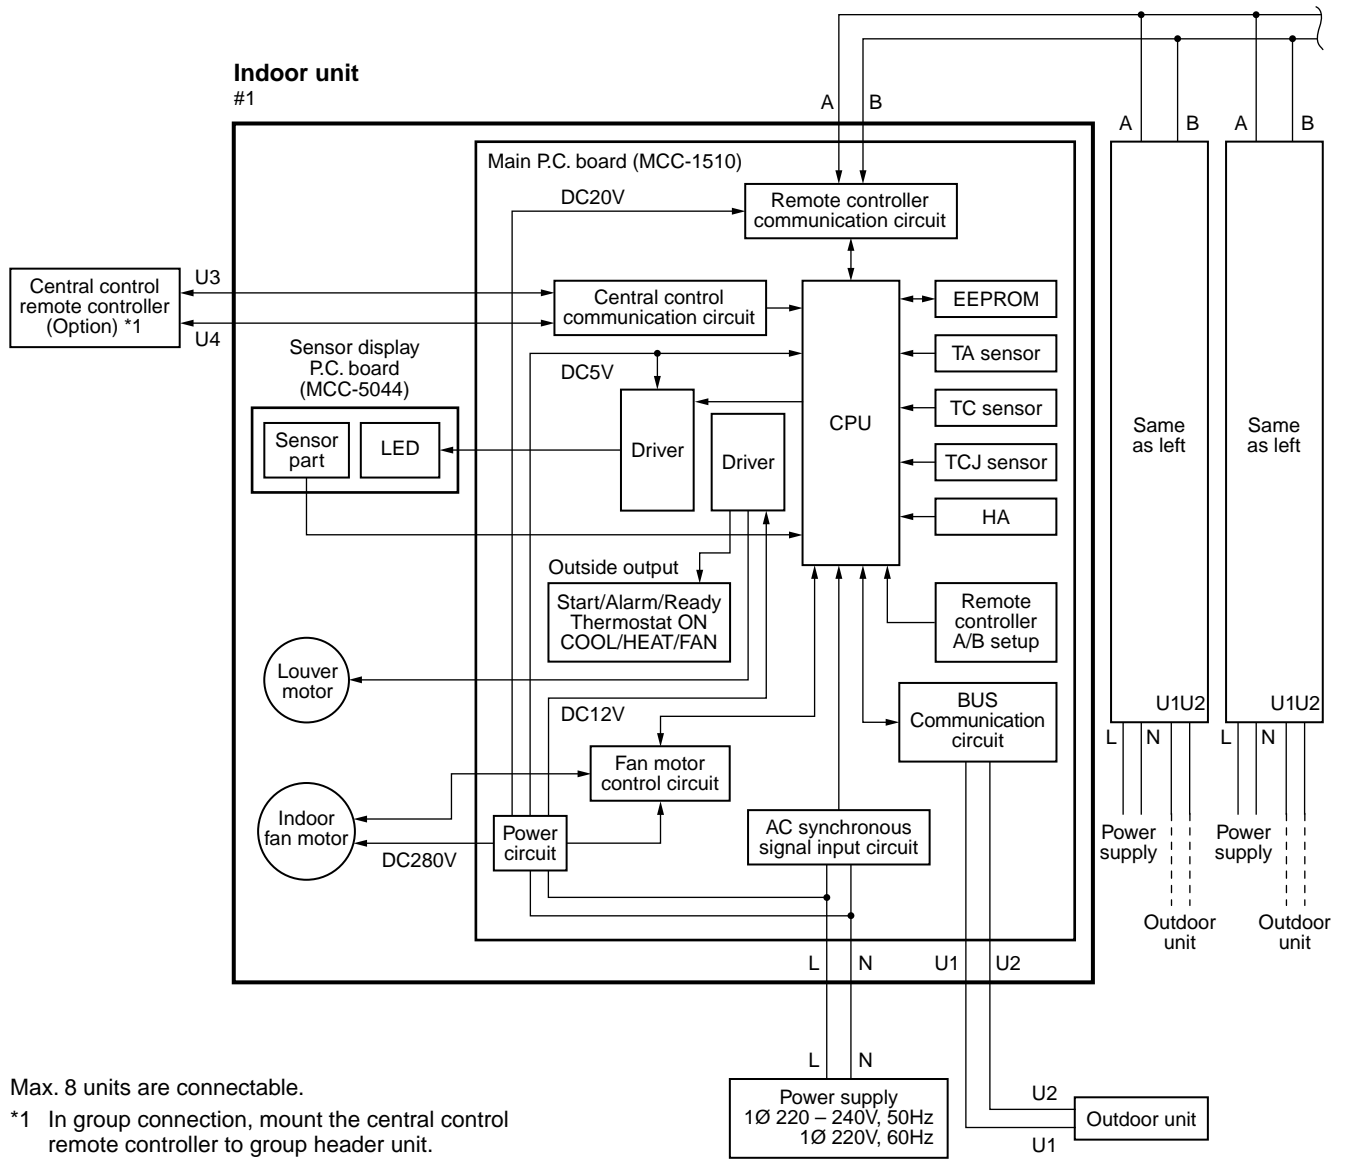 Indoor unit
#1
A
B
A
B
A
B
Main P.C. board (MCC-1510)
DC20V
Remote controller
communication circuit
U3
U4
Central control
remote controller
(Option) *1
Central control
communication circuit
EEPROM
Sensor display
P.C. board
(MCC-5044)
DC5V
TA sensor
CPU
TC sensor
TCJ sensor
HA
Sensor
part
LED
Driver
Driver
Same
as left
Same
as left
Outside output
Start/Alarm/Ready
Thermostat ON
COOL/HEAT/FAN
Remote
controller
A/B setup
Louver
motor
DC12V
BUS
Communication
circuit
U1U2
U1U2
L
N
L
N
Fan motor
control circuit
Indoor
fan motor
DC280V
Power
circuit
AC synchronous
signal input circuit
Power
supply
Power
supply
Outdoor
unit
Outdoor
unit
L
N
U1
U2
L
N
Power supply
1Ø 220 – 240V, 50Hz
1Ø 220V, 60Hz
U2
U1
Outdoor unit
Max. 8 units are connectable.
*1 In group connection, mount the central control
remote controller to group header unit.